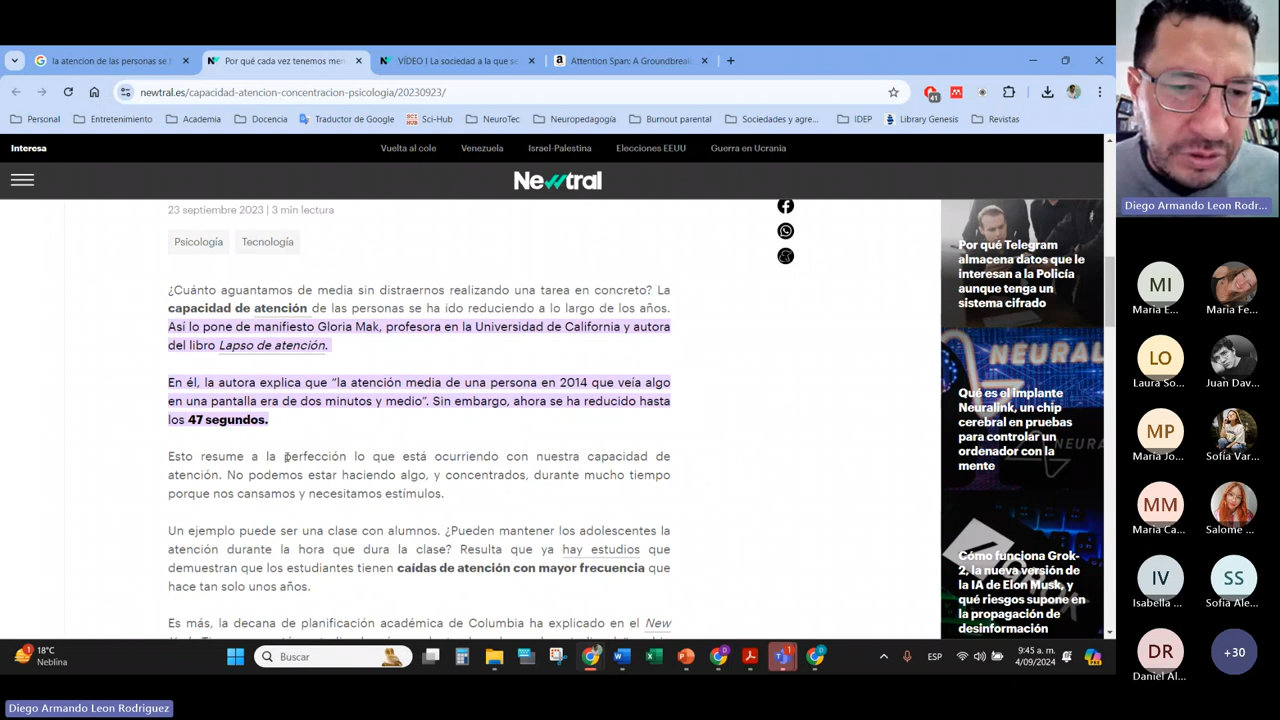 la atencion de las personas se
Por qué cada vez tenemos men
VÍDEO I La sociedad a la que se
Attention Span: A Groundbreak
newtral.es/capacidad-atencion-concentracion-psicologia/20230923/
41
Personal
Entretenimiento
Academia
Docencia
Traductor de Google
Sci-Hub
NeuroTec
Neuropedagogía
Burnout parental
Sociedades y agre...
IDEP
Library Genesis
Revistas
Interesa
Vuelta al cole
Venezuela
Israel-Palestina
Elecciones EEUU
Guerra en Ucrania
Newtral
23 septiembre 2023 | 3 min lectura
Psicología
Tecnología
¿Cuánto aguantamos de media sin distraernos realizando una tarea en concreto? La
capacidad de atención de las personas se ha ido reduciendo a lo largo de los años.
Así lo pone de manifiesto Gloria Mak, profesora en la Universidad de California y autora
del libro Lapso de atención.
En él, la autora explica que “la atención media de una persona en 2014 que veía algo
en una pantalla era de dos minutos y medio”. Sin embargo, ahora se ha reducido hasta
los 47 segundos.
Esto resume a la perfección lo que está ocurriendo con nuestra capacidad de
atención. No podemos estar haciendo algo, y concentrados, durante mucho tiempo
porque nos cansamos y necesitamos estímulos.
Un ejemplo puede ser una clase con alumnos. ¿Pueden mantener los adolescentes la
atención durante la hora que dura la clase? Resulta que ya hay estudios que
demuestran que los estudiantes tienen caídas de atención con mayor frecuencia que
hace tan solo unos años.
Es más, la decana de planificación académica de Columbia ha explicado en el New
Por qué Telegram
almacena datos que le
interesan a la Policía
aunque tenga un
sistema cifrado
NEURAL
Qué es el implante
Neuralink, un chip
cerebral en pruebas
para controlar un
ordenador con la
mente
Cómo funciona Grok-
2, la nueva versión de
la IA de Elon Musk, y
qué riesgos supone en
la propagación de
desinformación
1
18°C
Neblina
Buscar
1
ESP
9:45 a. m.
4/09/2024
Diego Armando Leon Rodriguez
Diego Armando Leon Rodr...
MI
Maria E...
Maria Fe...
LO
Laura So...
Juan Dav...
MP
Maria Jo...
Sofía Var...
MM
Maria Ca...
Salome ...
IV
Isabella ...
SS
Sofia Ale...
DR
Daniel Al...
+30